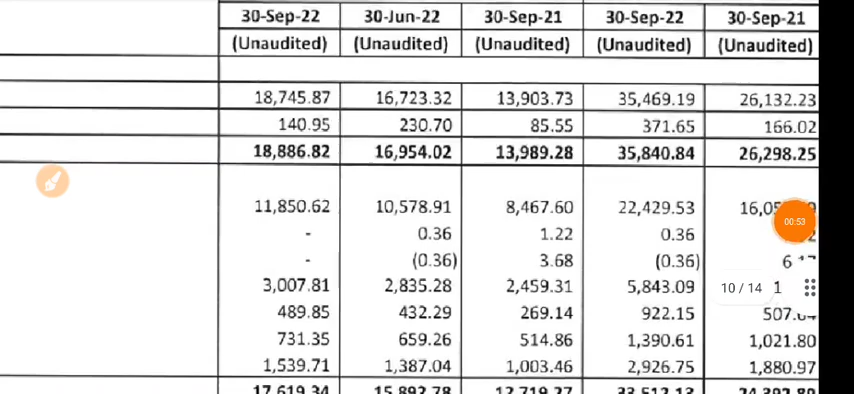 30-Sep-22 30-Jun-22 30-Sep-21 30-Sep-22 30-Sep-21
(Unaudited) (Unaudited) (Unaudited) (Unaudited) (Unaudited)
18,745.87 16,723.32 13,903.73 35,469.19 26,132.23
140.95 230.70 85.55 371.65 166.02
18,886.82 16,954.02 13,989.28 35,840.84 26,298.25
11,850.62 10,578.91 8,467.60 22,429.53
00:53
- 0.36 1.22 0.36
- (0.36) 3.68 (0.36)
3,007.81 2,835.28 2,459.31 5,843.09
10 / 14
489.85 432.29 269.14 922.15
731.35 659.26 514.86 1,390.61 1,021.80
1,539.71 1,387.04 1,003.46 2,926.75 1,880.97